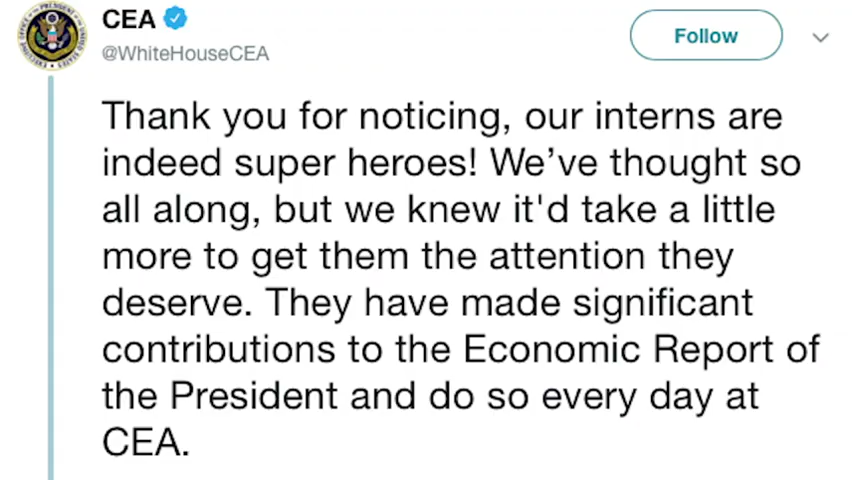 CEA
@WhiteHouseCEA
Follow
Thank you for noticing, our interns are
indeed super heroes! We’ve thought so
all along, but we knew it'd take a little
more to get them the attention they
deserve. They have made significant
contributions to the Economic Report of
the President and do so every day at
CEA.